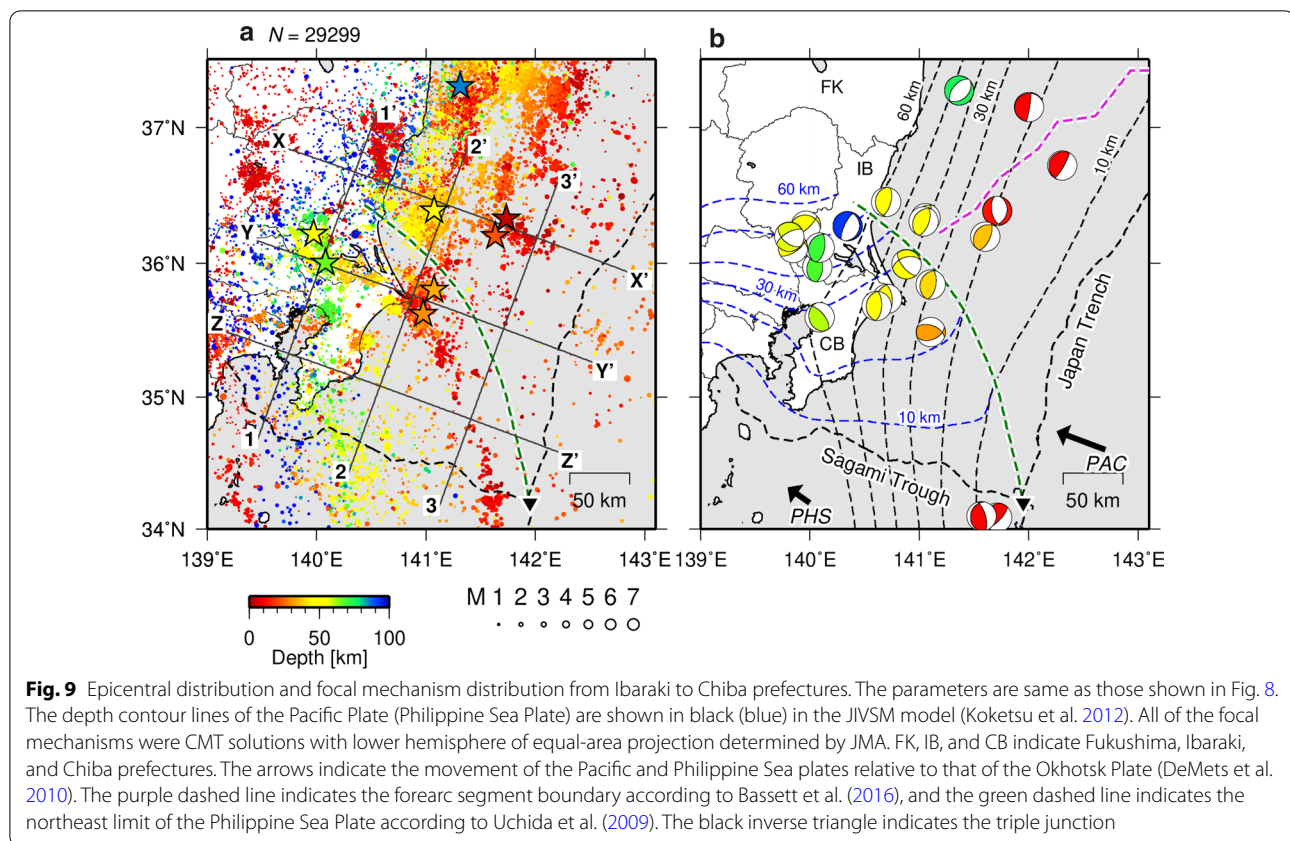 a N = 29299
b
37˚N
36˚N
35˚N
34˚N
139˚E
140˚E
141˚E
142˚E
143˚E
X
Y
Z
1'
2'
3'
X'
Y'
Z'
1
2
3
50 km
FK
IB
CB
60 km
30 km
10 km
60 km
30 km
10 km
Japan Trench
Sagami Trough
PAC
PHS
50 km
139˚E
140˚E
141˚E
142˚E
143˚E
0 50 100
Depth [km]
M 1 2 3 4 5 6 7
Fig. 9 Epicentral distribution and focal mechanism distribution from Ibaraki to Chiba prefectures. The parameters are same as those shown in Fig. 8.
The depth contour lines of the Pacific Plate (Philippine Sea Plate) are shown in black (blue) in the JIVSM model (Koketsu et al. 2012). All of the focal
mechanisms were CMT solutions with lower hemisphere of equal-area projection determined by JMA. FK, IB, and CB indicate Fukushima, Ibaraki,
and Chiba prefectures. The arrows indicate the movement of the Pacific and Philippine Sea plates relative to that of the Okhotsk Plate (DeMets et al.
2010). The purple dashed line indicates the forearc segment boundary according to Bassett et al. (2016), and the green dashed line indicates the
northeast limit of the Philippine Sea Plate according to Uchida et al. (2009). The black inverse triangle indicates the triple junction